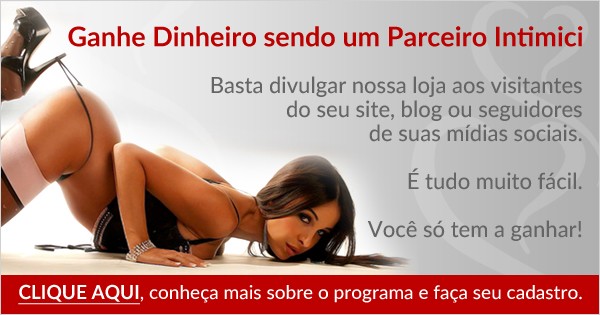 Ganhe Dinheiro sendo um Parceiro Intimici
Basta divulgar nossa loja aos visitantes
do seu site, blog ou seguidores
de suas mídias sociais.
É tudo muito fácil.
Você só tem a ganhar!
CLIQUE AQUI, conheça mais sobre o programa e faça seu cadastro.